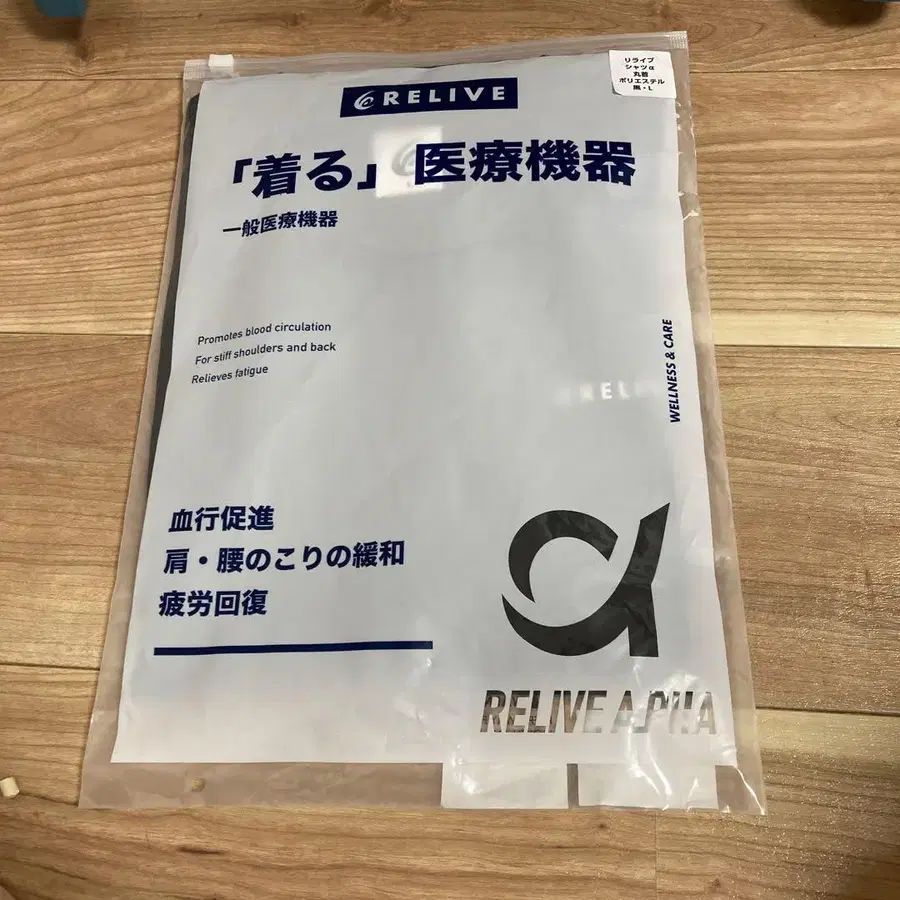 リライブ
シャツα
丸首
ポリエステル
黒・L
RELIVE
「着る」医療機器
一般医療機器
Promotes blood circulation
For stiff shoulders and back
Relieves fatigue
WELLNESS & CARE
血行促進
肩・腰のこりの緩和
疲労回復
RELIVE ALPHA